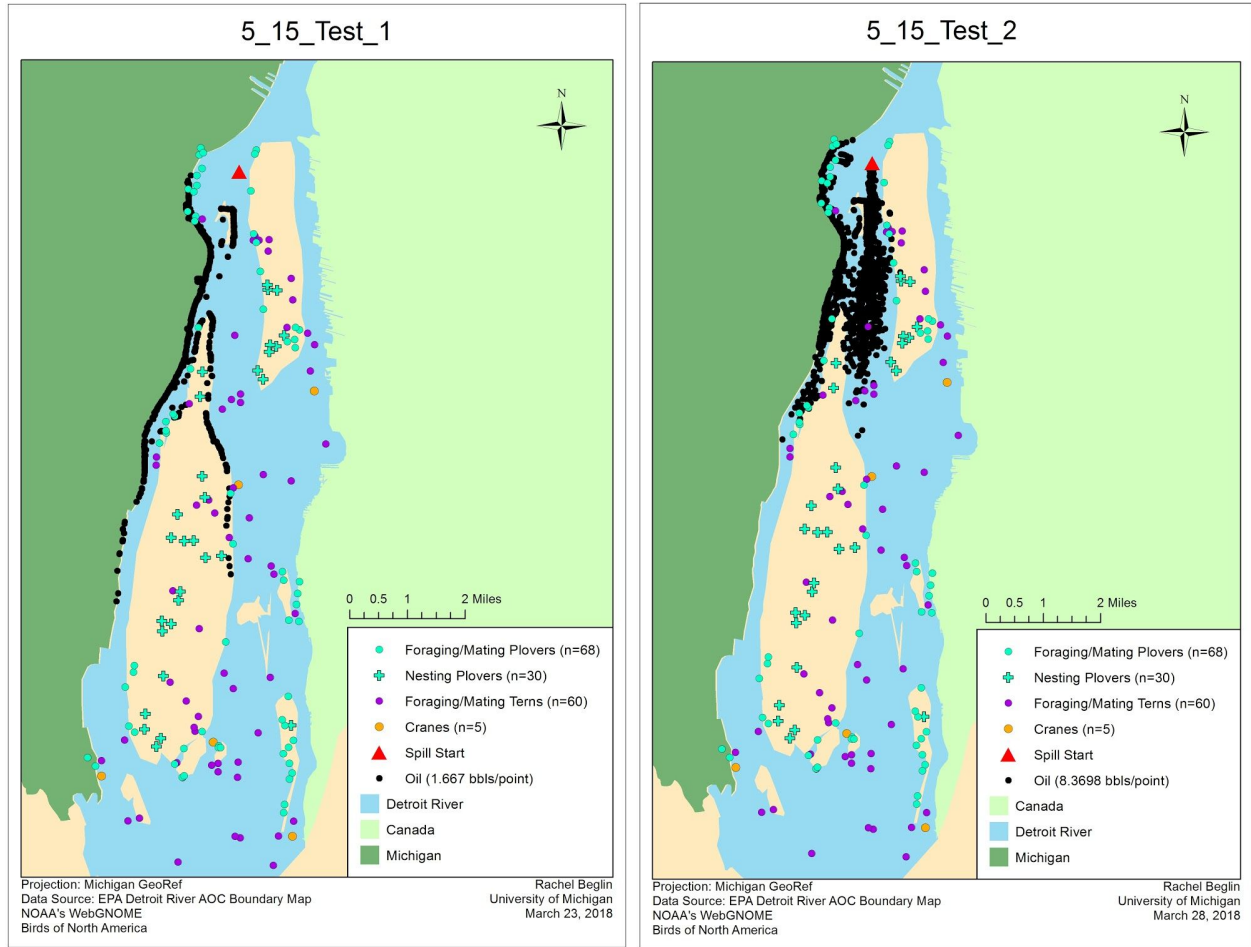 5_15_Test_1
N
0 0.5 1 2 Miles
Foraging/Mating Plovers (n=68)
Nesting Plovers (n=30)
Foraging/Mating Terns (n=60)
Cranes (n=5)
Spill Start
Oil (1.667 bbls/point)
Detroit River
Canada
Michigan
Projection: Michigan GeoRef
Data Source: EPA Detroit River AOC Boundary Map
NOAA's WebGNOME
Birds of North America
Rachel Beglin
University of Michigan
March 23, 2018
5_15_Test_2
N
0 0.5 1 2 Miles
Foraging/Mating Plovers (n=68)
Nesting Plovers (n=30)
Foraging/Mating Terns (n=60)
Cranes (n=5)
Spill Start
Oil (8.3698 bbls/point)
Canada
Detroit River
Michigan
Projection: Michigan GeoRef
Data Source: EPA Detroit River AOC Boundary Map
NOAA's WebGNOME
Birds of North America
Rachel Beglin
University of Michigan
March 28, 2018